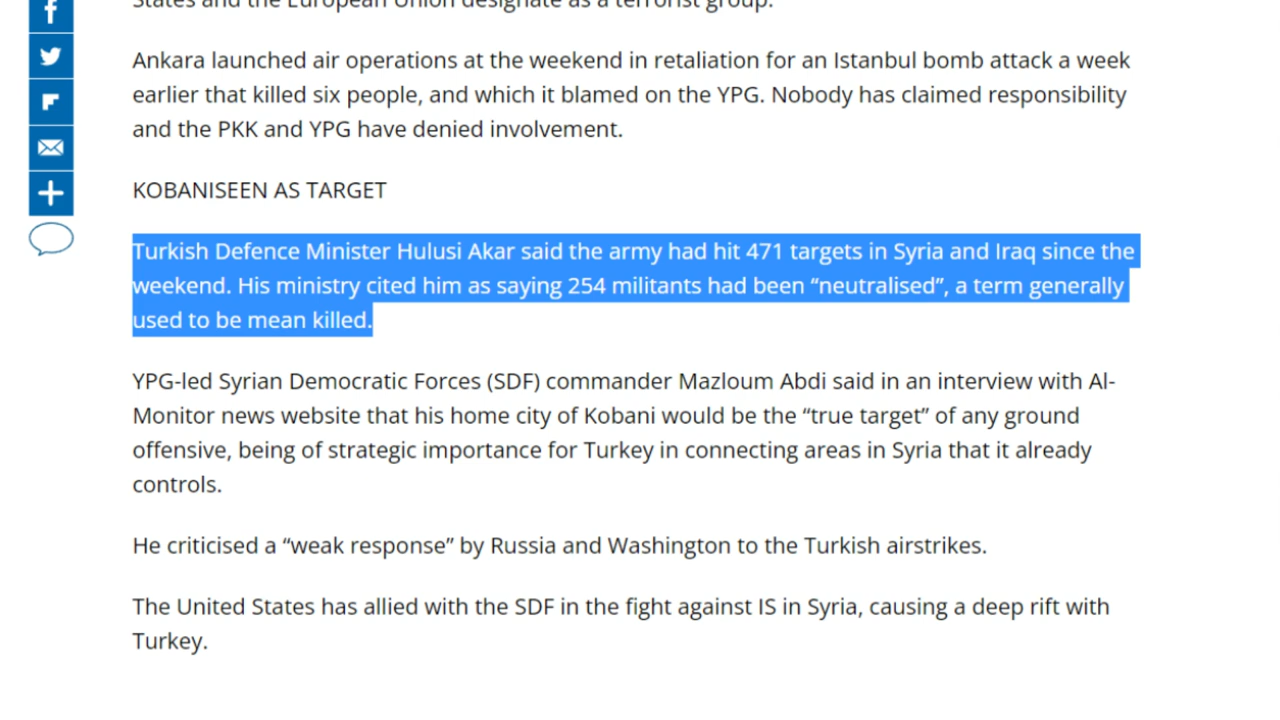 States and the European Union designate as a terrorist group.
Ankara launched air operations at the weekend in retaliation for an Istanbul bomb attack a week
earlier that killed six people, and which it blamed on the YPG. Nobody has claimed responsibility
and the PKK and YPG have denied involvement.
KOBANISEEN AS TARGET
Turkish Defence Minister Hulusi Akar said the army had hit 471 targets in Syria and Iraq since the
weekend. His ministry cited him as saying 254 militants had been “neutralised”, a term generally
used to be mean killed.
YPG-led Syrian Democratic Forces (SDF) commander Mazloum Abdi said in an interview with Al-
Monitor news website that his home city of Kobani would be the “true target” of any ground
offensive, being of strategic importance for Turkey in connecting areas in Syria that it already
controls.
He criticised a “weak response” by Russia and Washington to the Turkish airstrikes.
The United States has allied with the SDF in the fight against IS in Syria, causing a deep rift with
Turkey.